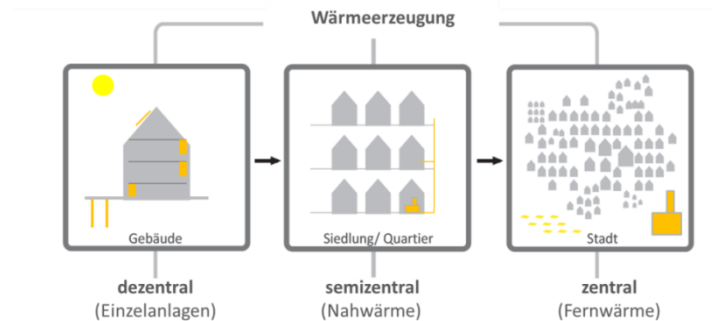 Wärmeerzeugung
Gebäude
Siedlung/ Quartier
Stadt
dezentral
(Einzelanlagen)
semizentral
(Nahwärme)
zentral
(Fernwärme)